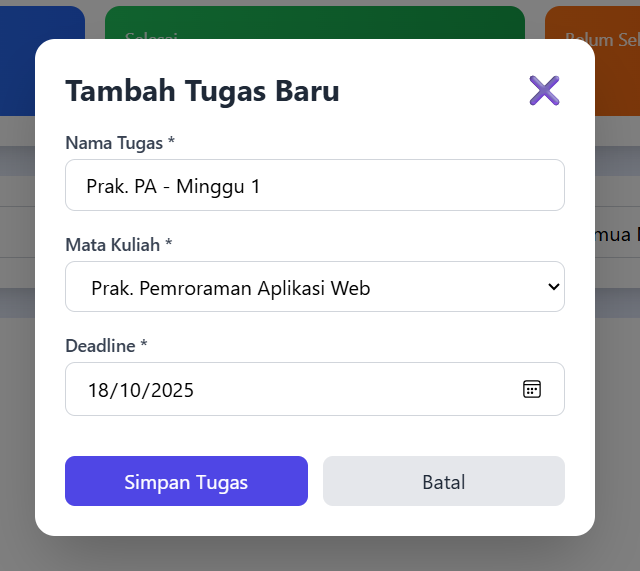 Selesai
Belum Sel
Tambah Tugas Baru
Nama Tugas *
Prak. PA - Minggu 1
mua
Mata Kuliah *
Prak. Pemroraman Aplikasi Web
Deadline *
18/10/2025
Simpan Tugas
Batal